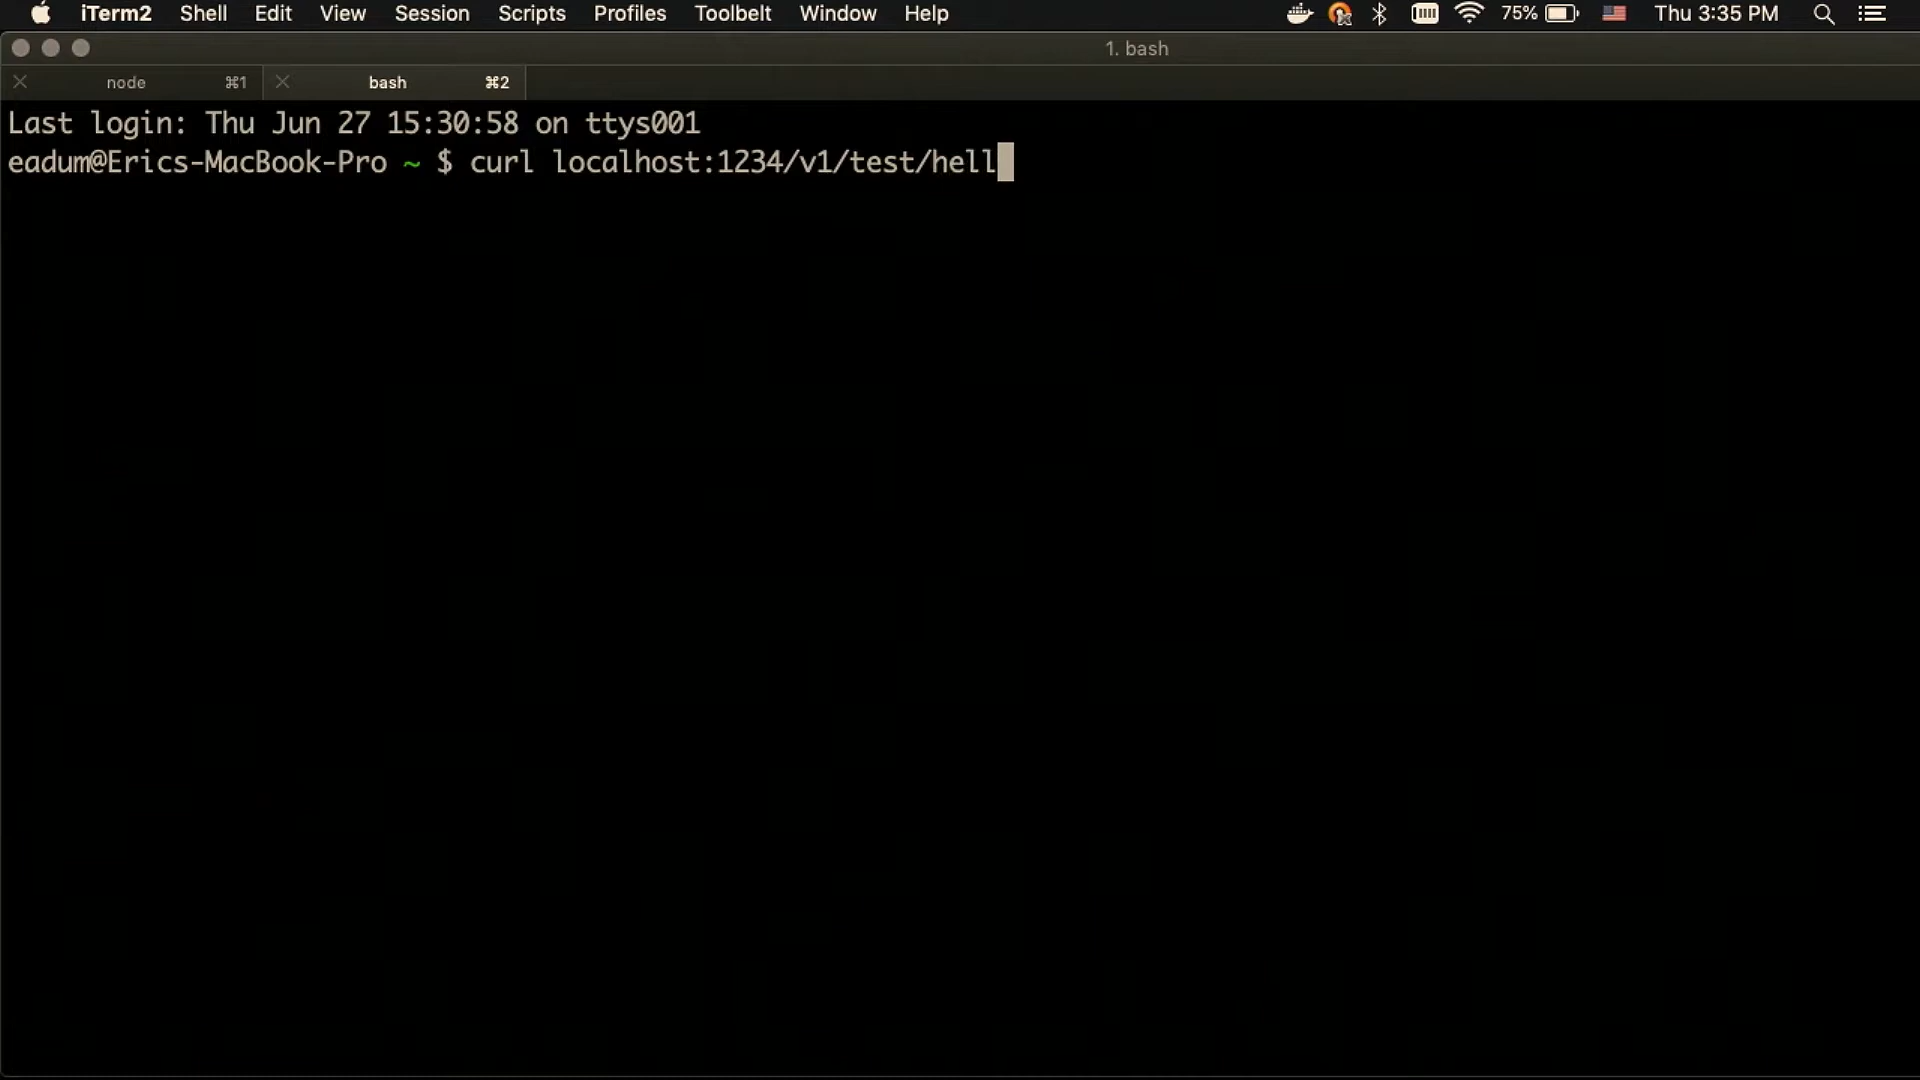 iTerm2 Shell Edit View Session Scripts Profiles Toolbelt Window Help 75% Thu 3:35 PM
1. bash
node ⌘1 bash ⌘2
Last login: Thu Jun 27 15:30:58 on ttys001
eadum@Erics-MacBook-Pro ~ $ curl localhost:1234/v1/test/hell